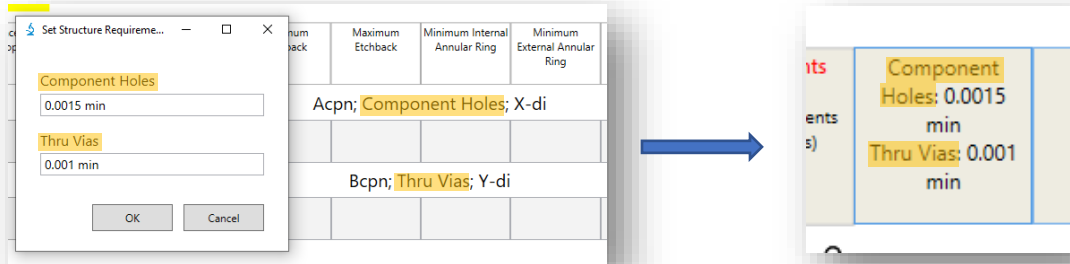 Set Structure Requireme...
Component Holes
0.0015 min
Thru Vias
0.001 min
OK
Cancel
Maximum
Etchback
Minimum Internal
Annular Ring
Minimum
External Annular
Ring
Acpn; Component Holes; X-di
Bcpn; Thru Vias; Y-di
Component
Holes: 0.0015
min
Thru Vias: 0.001
min